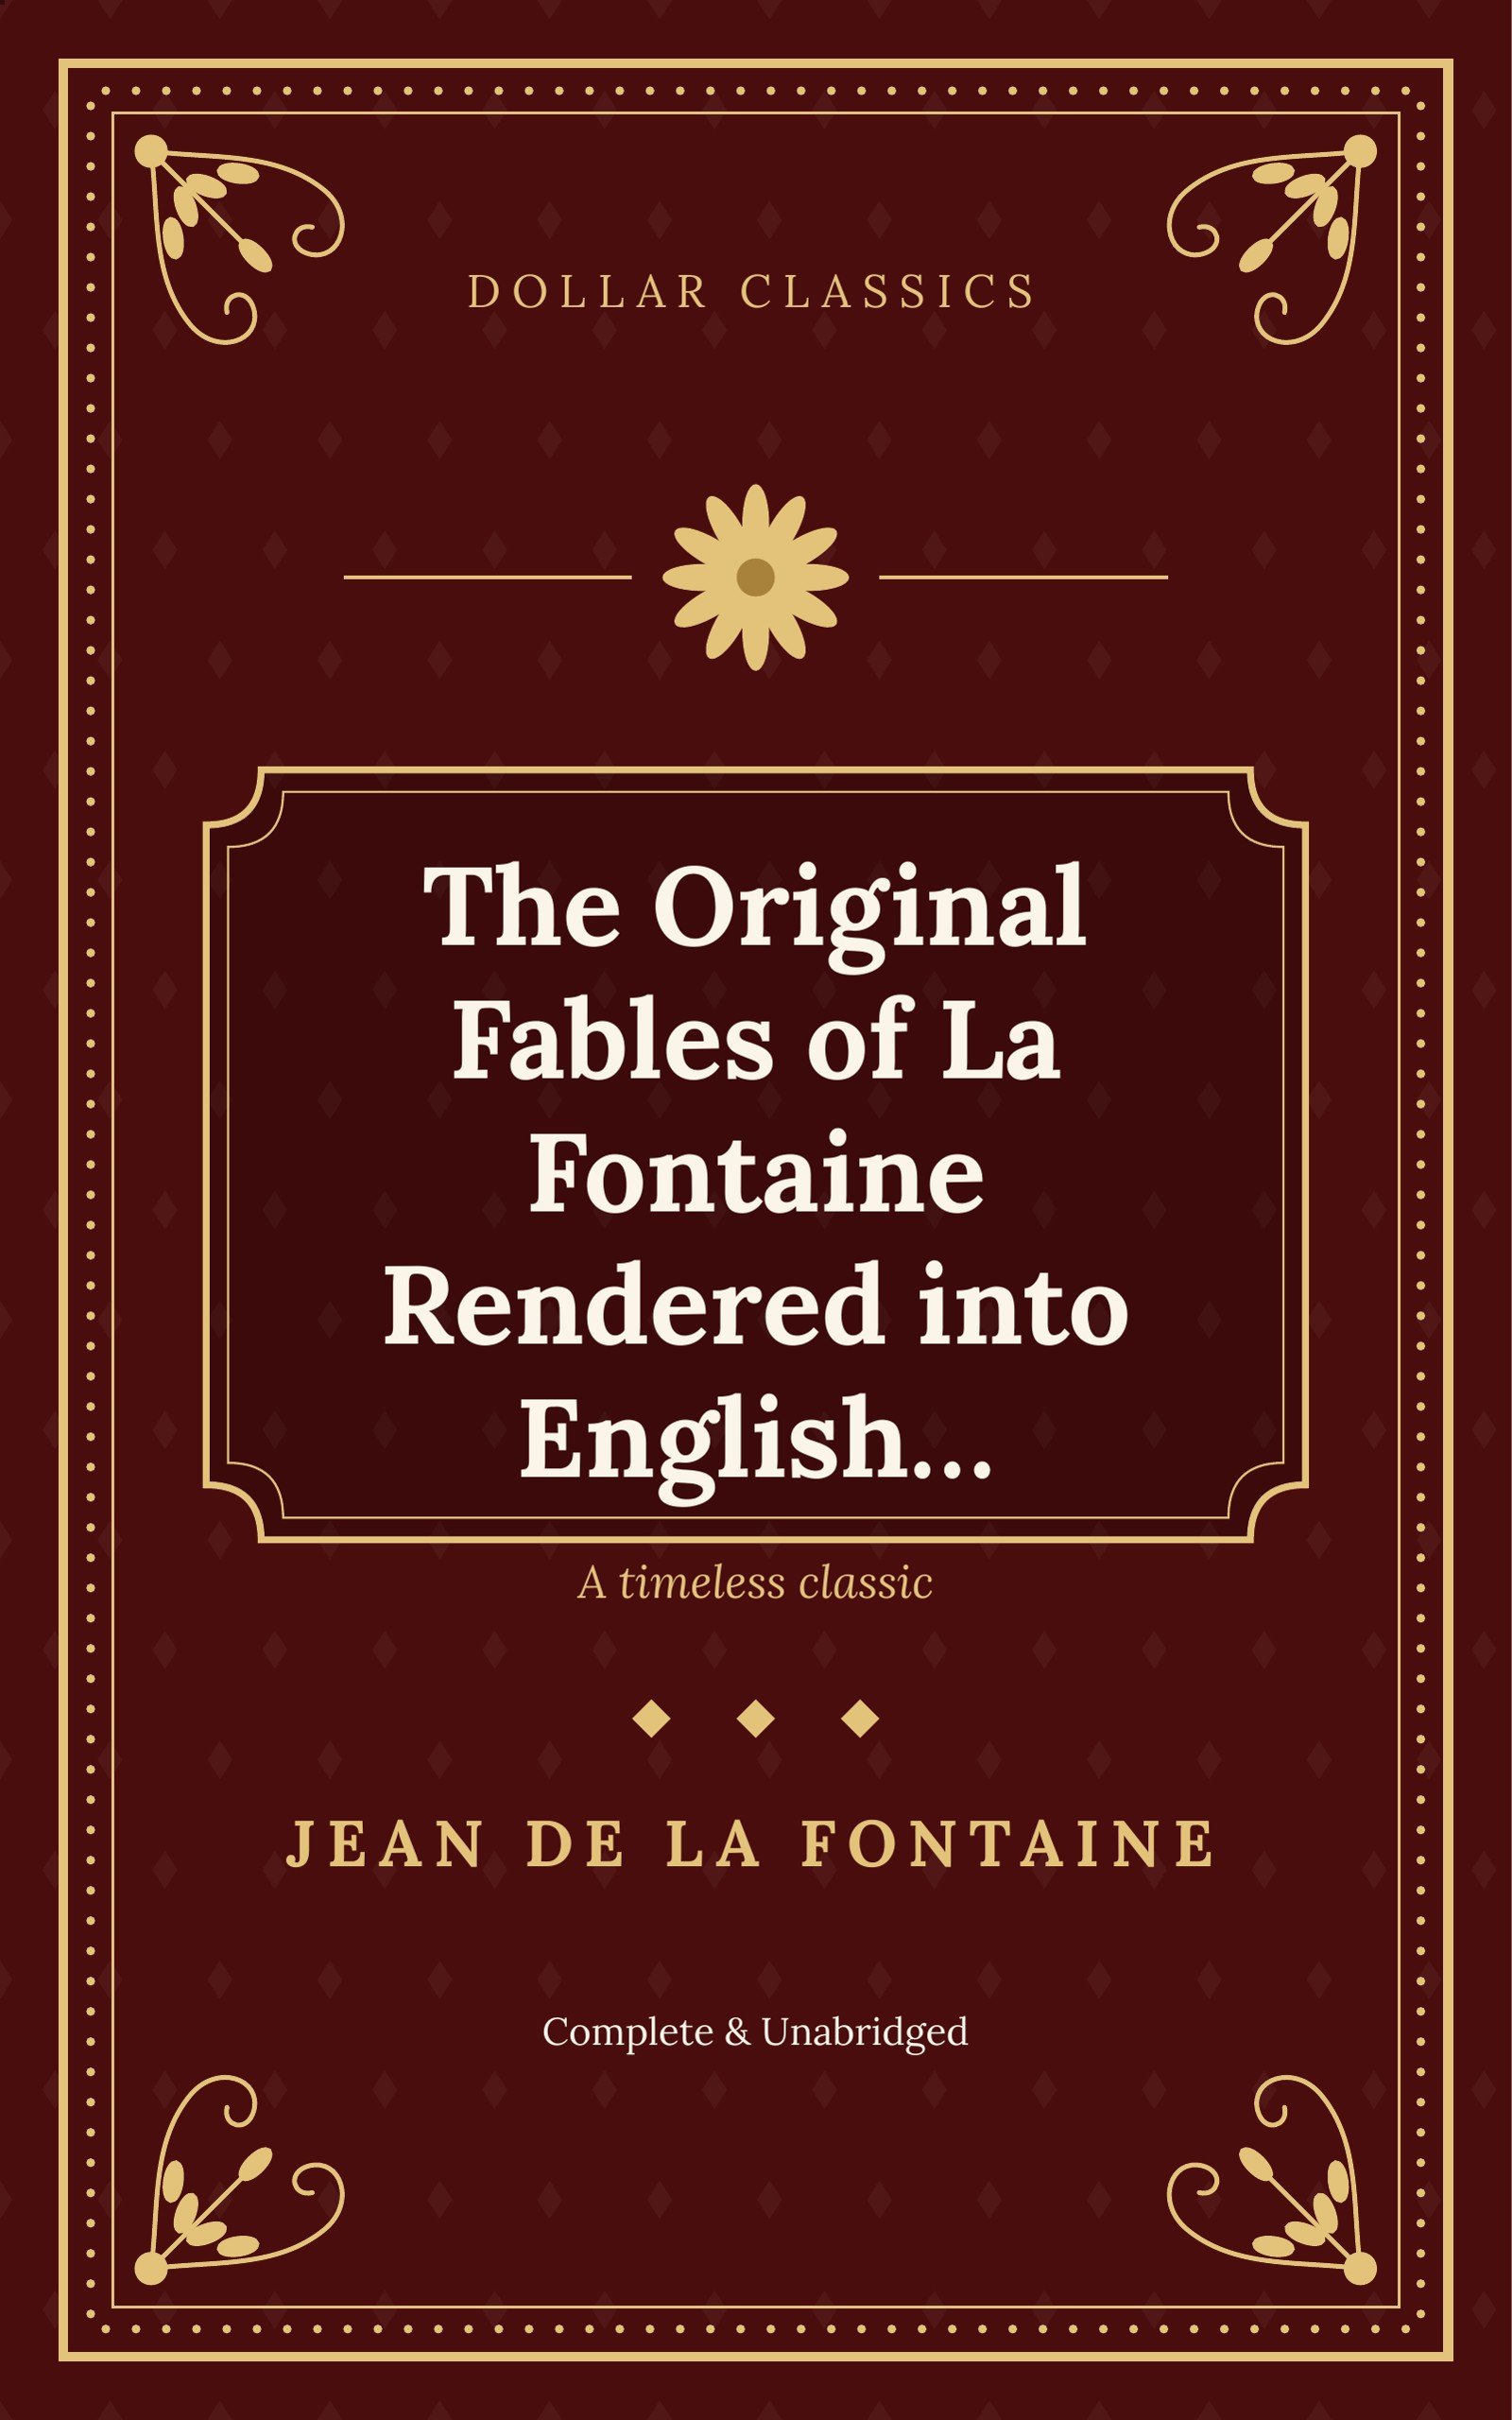 DOLLAR CLASSICS
The Original
Fables of La
Fontaine
Rendered into
English...
A timeless classic
JEAN DE LA FONTAINE
Complete & Unabridged